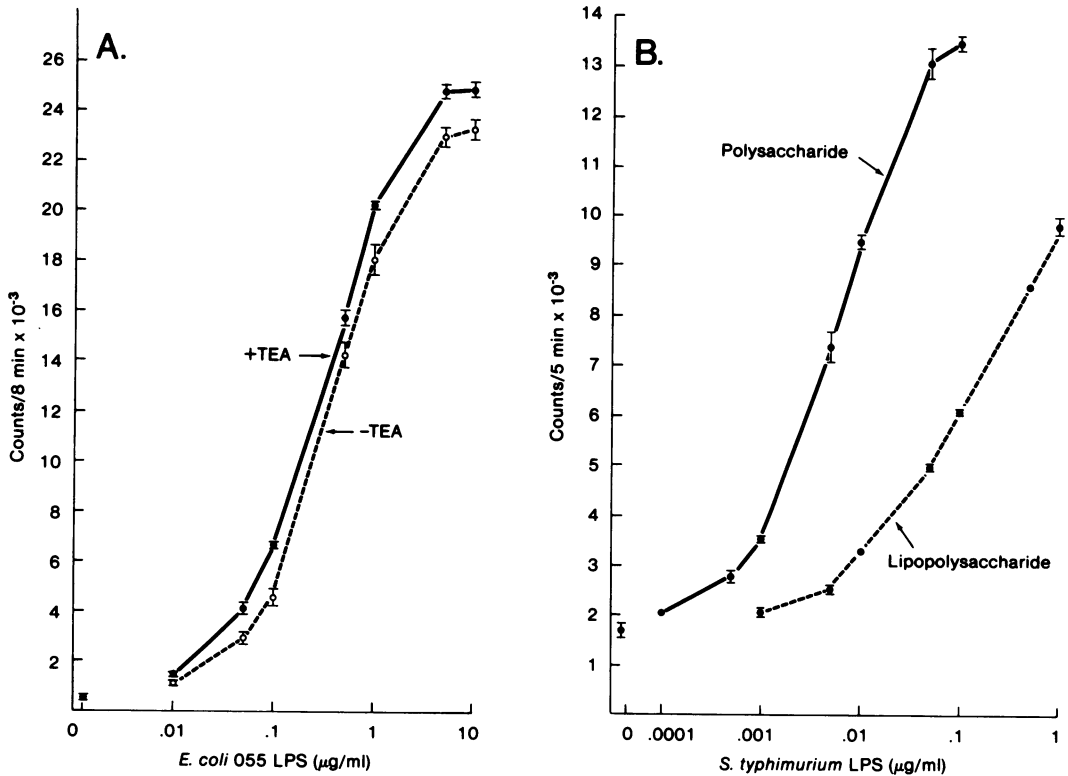 A.
26
24
22
20
18
16
14
12
10
8
6
4
2
Counts/8 min x 10⁻³
+TEA
-TEA
0 .01 .1 1 10
E. coli 055 LPS (μg/ml)
B.
14
13
12
11
10
9
8
7
6
5
4
3
2
1
Counts/5 min x 10⁻³
Polysaccharide
Lipopolysaccharide
0 .0001 .001 .01 .1 1
S. typhimurium LPS (μg/ml)